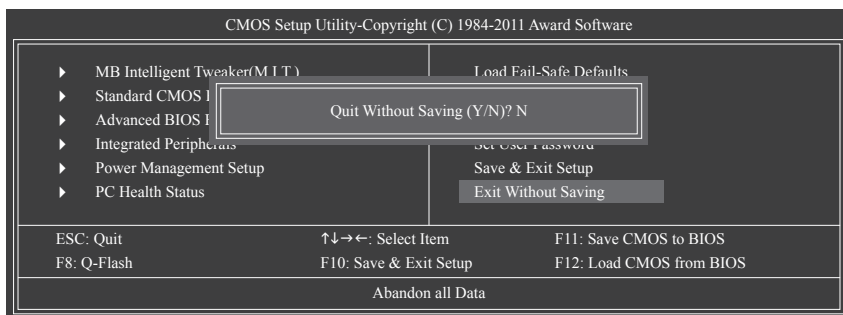 CMOS Setup Utility-Copyright (C) 1984-2011 Award Software
MB Intelligent Tweaker(M.I.T.)
Standard CMOS
Advanced BIOS
Integrated Peripherals
Power Management Setup
PC Health Status
Load Fail-Safe Defaults
Set User Password
Save & Exit Setup
Exit Without Saving
Quit Without Saving (Y/N)? N
ESC: Quit
↑↓→←: Select Item
F11: Save CMOS to BIOS
F8: Q-Flash
F10: Save & Exit Setup
F12: Load CMOS from BIOS
Abandon all Data